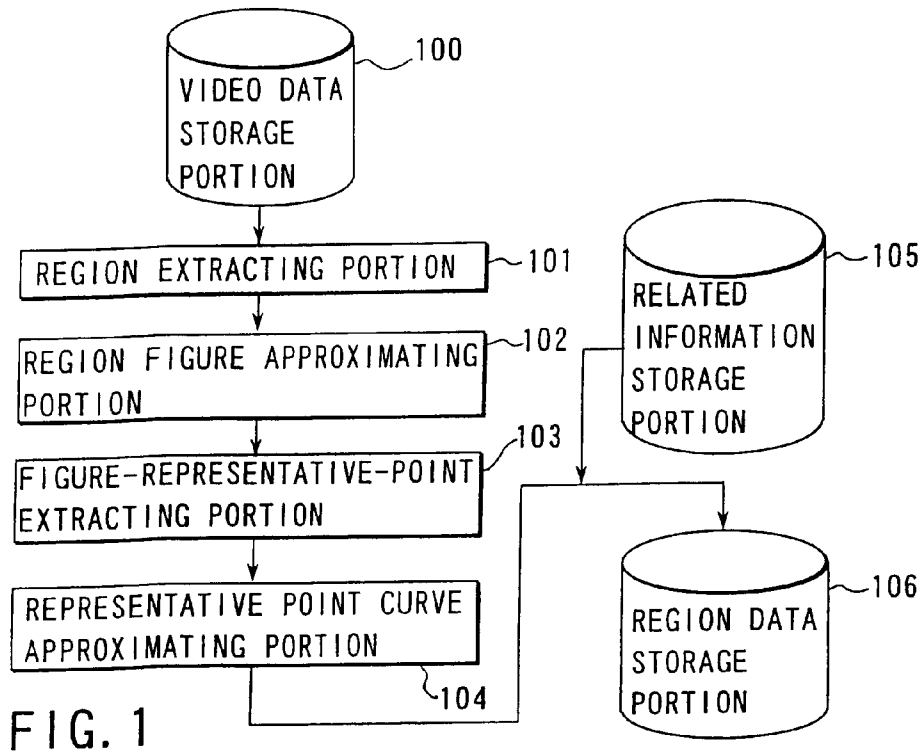 100
VIDEO DATA
STORAGE
PORTION
REGION EXTRACTING PORTION
101
REGION FIGURE APPROXIMATING
PORTION
102
FIGURE-REPRESENTATIVE-POINT
EXTRACTING PORTION
103
REPRESENTATIVE POINT CURVE
APPROXIMATING PORTION
104
RELATED
INFORMATION
STORAGE
PORTION
105
REGION DATA
STORAGE
PORTION
106
FIG. 1